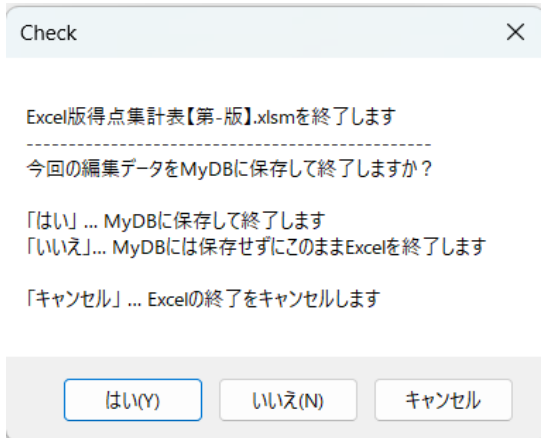 Check
Excel版得点集計表【第-版】.xlsmを終了します
------------------------------------------------
今回の編集データをMyDBに保存して終了しますか？
「はい」 ... MyDBに保存して終了します
「いいえ」... MyDBには保存せずにこのままExcelを終了します
「キャンセル」 ... Excelの終了をキャンセルします
はい(Y) いいえ(N) キャンセル